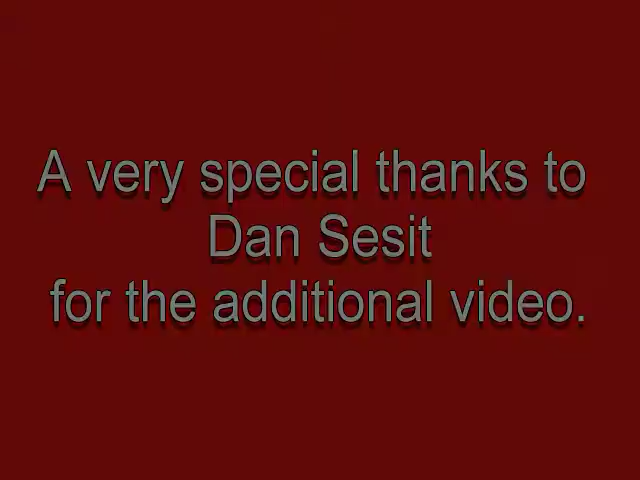 A very special thanks to
Dan Sesit
for the additional video.